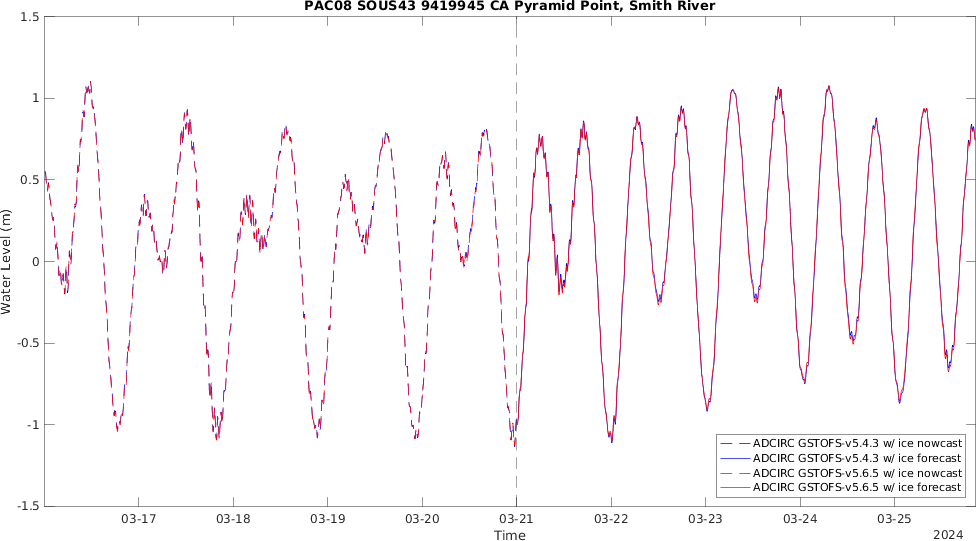 PAC08 SOUS43 9419945 CA Pyramid Point, Smith River
Water Level (m)
1.5
1
0.5
0
-0.5
-1
-1.5
03-17 03-18 03-19 03-20 03-21 03-22 03-23 03-24 03-25
Time
2024
ADCIRC GSTOFS-v5.4.3 w/ ice nowcast
ADCIRC GSTOFS-v5.4.3 w/ ice forecast
ADCIRC GSTOFS-v5.6.5 w/ ice nowcast
ADCIRC GSTOFS-v5.6.5 w/ ice forecast